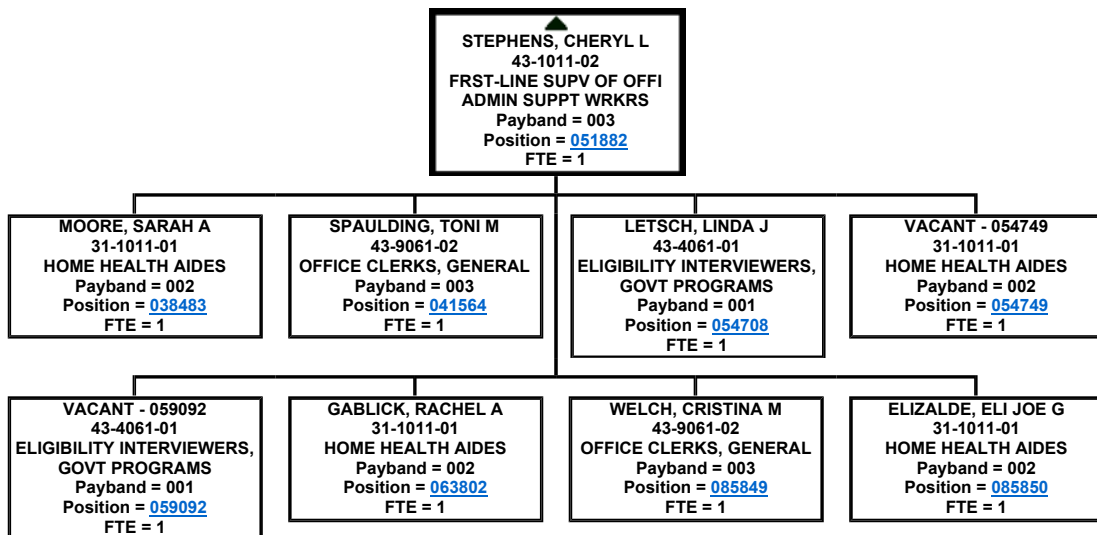 STEPHENS, CHERYL L
43-1011-02
FRST-LINE SUPV OF OFFI
ADMIN SUPPT WRKRS
Payband = 003
Position = 051882
FTE = 1
MOORE, SARAH A
31-1011-01
HOME HEALTH AIDES
Payband = 002
Position = 038483
FTE = 1
SPAULDING, TONI M
43-9061-02
OFFICE CLERKS, GENERAL
Payband = 003
Position = 041564
FTE = 1
LETSCH, LINDA J
43-4061-01
ELIGIBILITY INTERVIEWERS,
GOVT PROGRAMS
Payband = 001
Position = 054708
FTE = 1
VACANT - 054749
31-1011-01
HOME HEALTH AIDES
Payband = 002
Position = 054749
FTE = 1
VACANT - 059092
43-4061-01
ELIGIBILITY INTERVIEWERS,
GOVT PROGRAMS
Payband = 001
Position = 059092
FTE = 1
GABLICK, RACHEL A
31-1011-01
HOME HEALTH AIDES
Payband = 002
Position = 063802
FTE = 1
WELCH, CRISTINA M
43-9061-02
OFFICE CLERKS, GENERAL
Payband = 003
Position = 085849
FTE = 1
ELIZALDE, ELI JOE G
31-1011-01
HOME HEALTH AIDES
Payband = 002
Position = 085850
FTE = 1